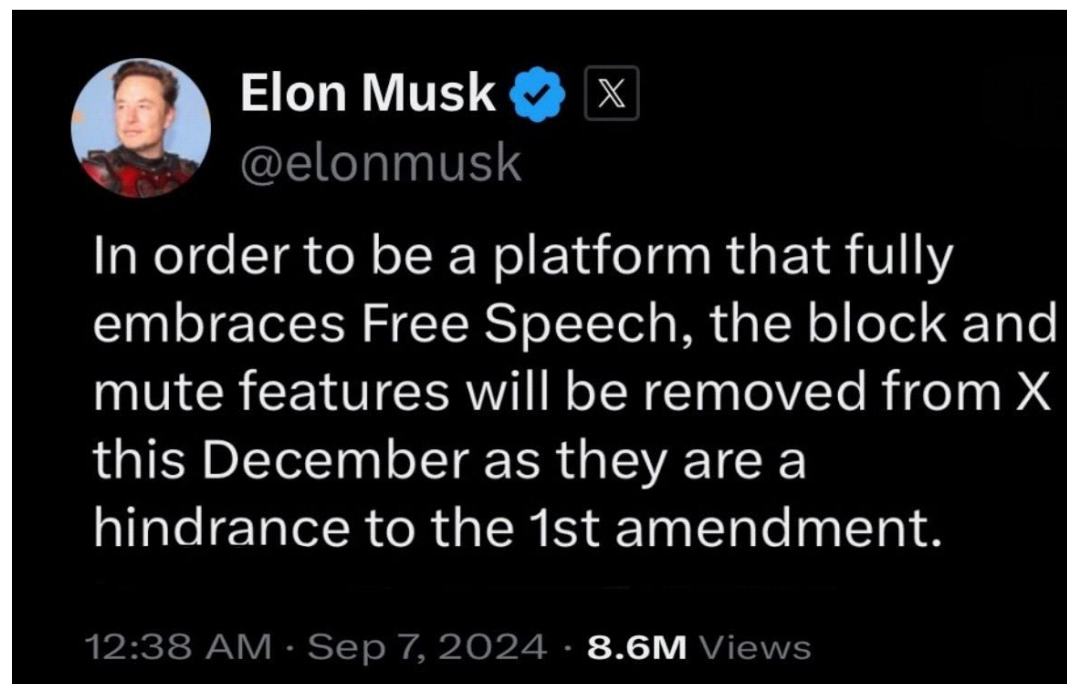 Elon Musk 𝕏
@elonmusk
In order to be a platform that fully
embraces Free Speech, the block and
mute features will be removed from X
this December as they are a
hindrance to the 1st amendment.
12:38 AM · Sep 7, 2024 · 8.6M Views